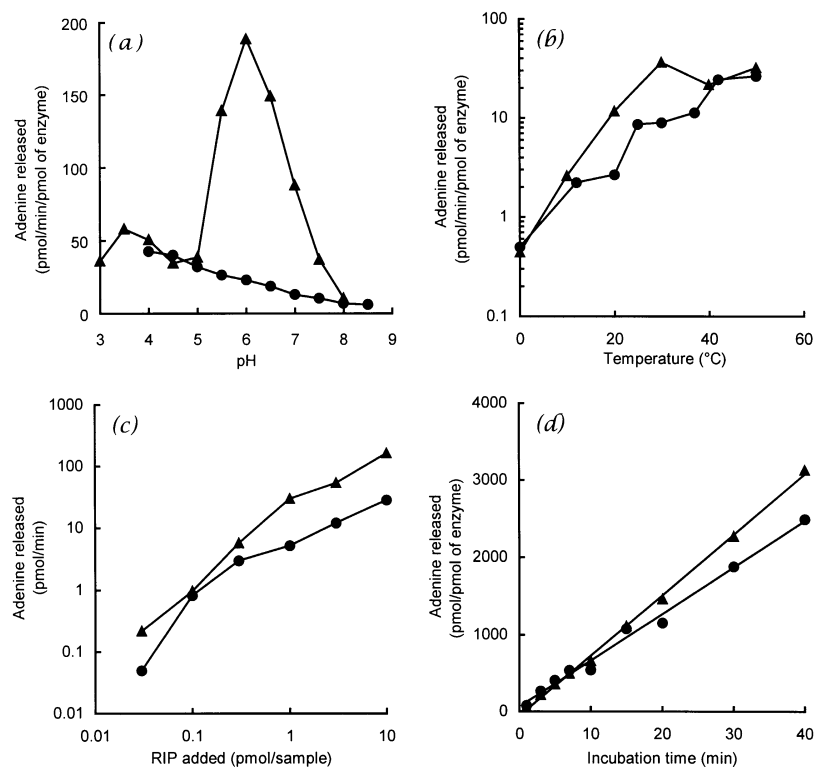 (a)
Adenine released
(pmol/min/pmol of enzyme)
200
150
100
50
0
3 4 5 6 7 8 9
pH
(b)
Adenine released
(pmol/min/pmol of enzyme)
100
10
1
0.1
0 20 40 60
Temperature (°C)
(c)
Adenine released
(pmol/min)
1000
100
10
1
0.1
0.01
0.01 0.1 1 10
RIP added (pmol/sample)
(d)
Adenine released
(pmol/pmol of enzyme)
4000
3000
2000
1000
0
0 10 20 30 40
Incubation time (min)